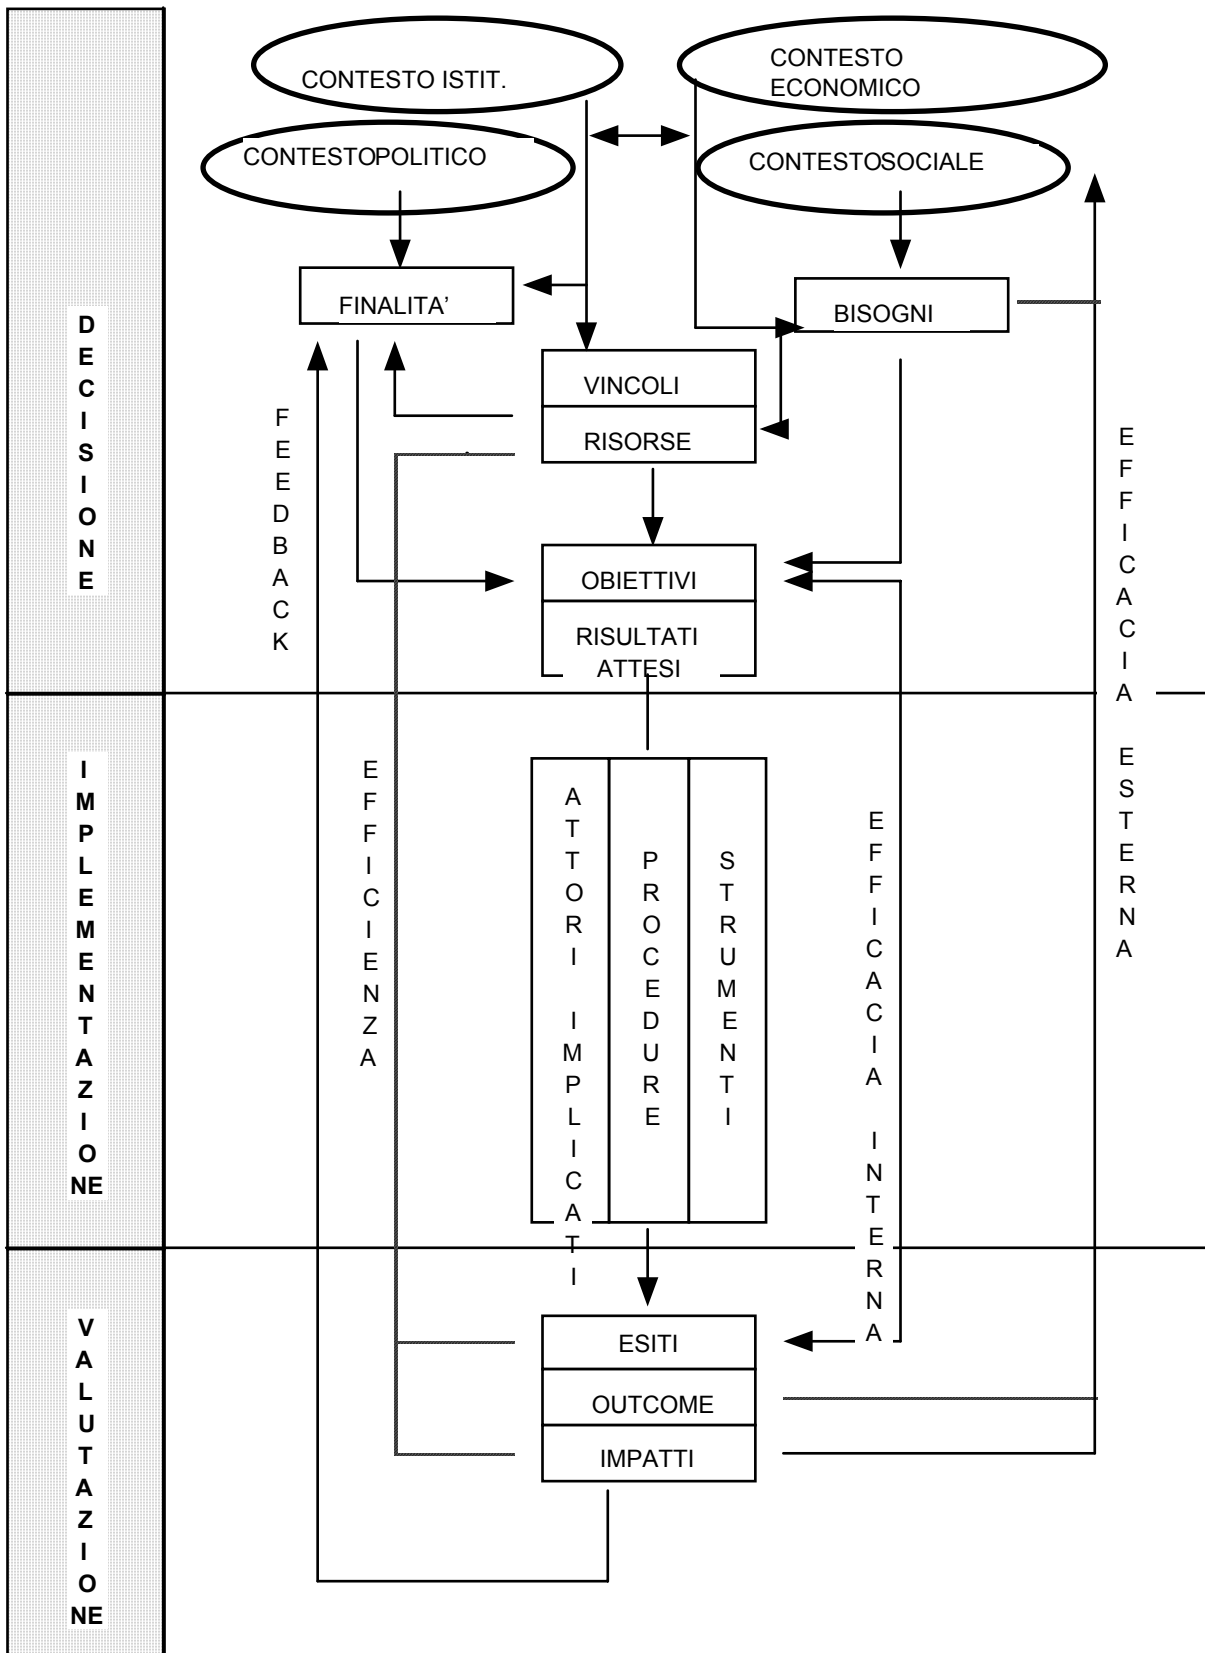 CONTESTO ISTIT.
CONTESTO
ECONOMICO
CONTESTOPOLITICO
CONTESTOSOCIALE
DECISIONE
FINALITA'
BISOGNI
VINCOLI
RISORSE
FEEDBACK
OBIETTIVI
RISULTATI
ATTESI
EFFICACIA ESTERNA
IMPLEMENTAZIONE
EFFICIENZA
ATTORI IMPLICATI
PROCEDURE
STRUMENTI
EFFICACIA INTERNA
VALUTAZIONE
ESITI
OUTCOME
IMPATTI